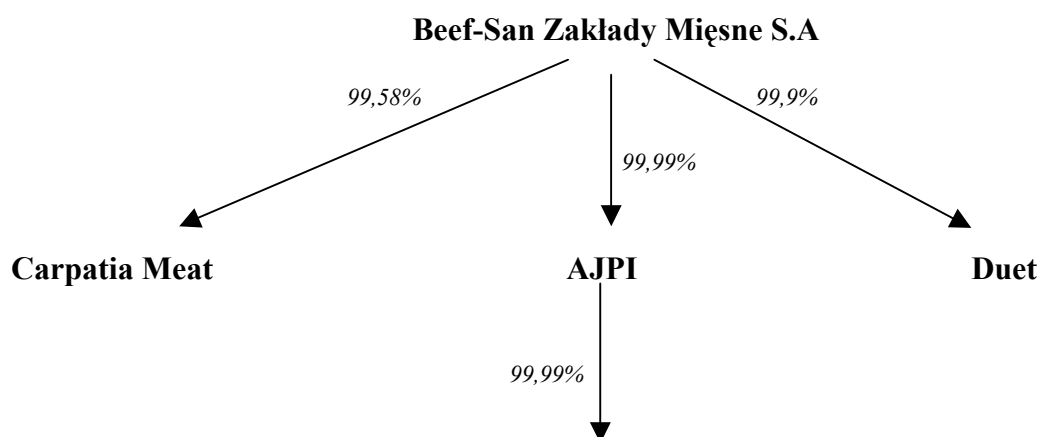 Beef-San Zakłady Mięsne S.A
99,58%
99,9%
99,99%
Carpatia Meat
AJPI
Duet
99,99%